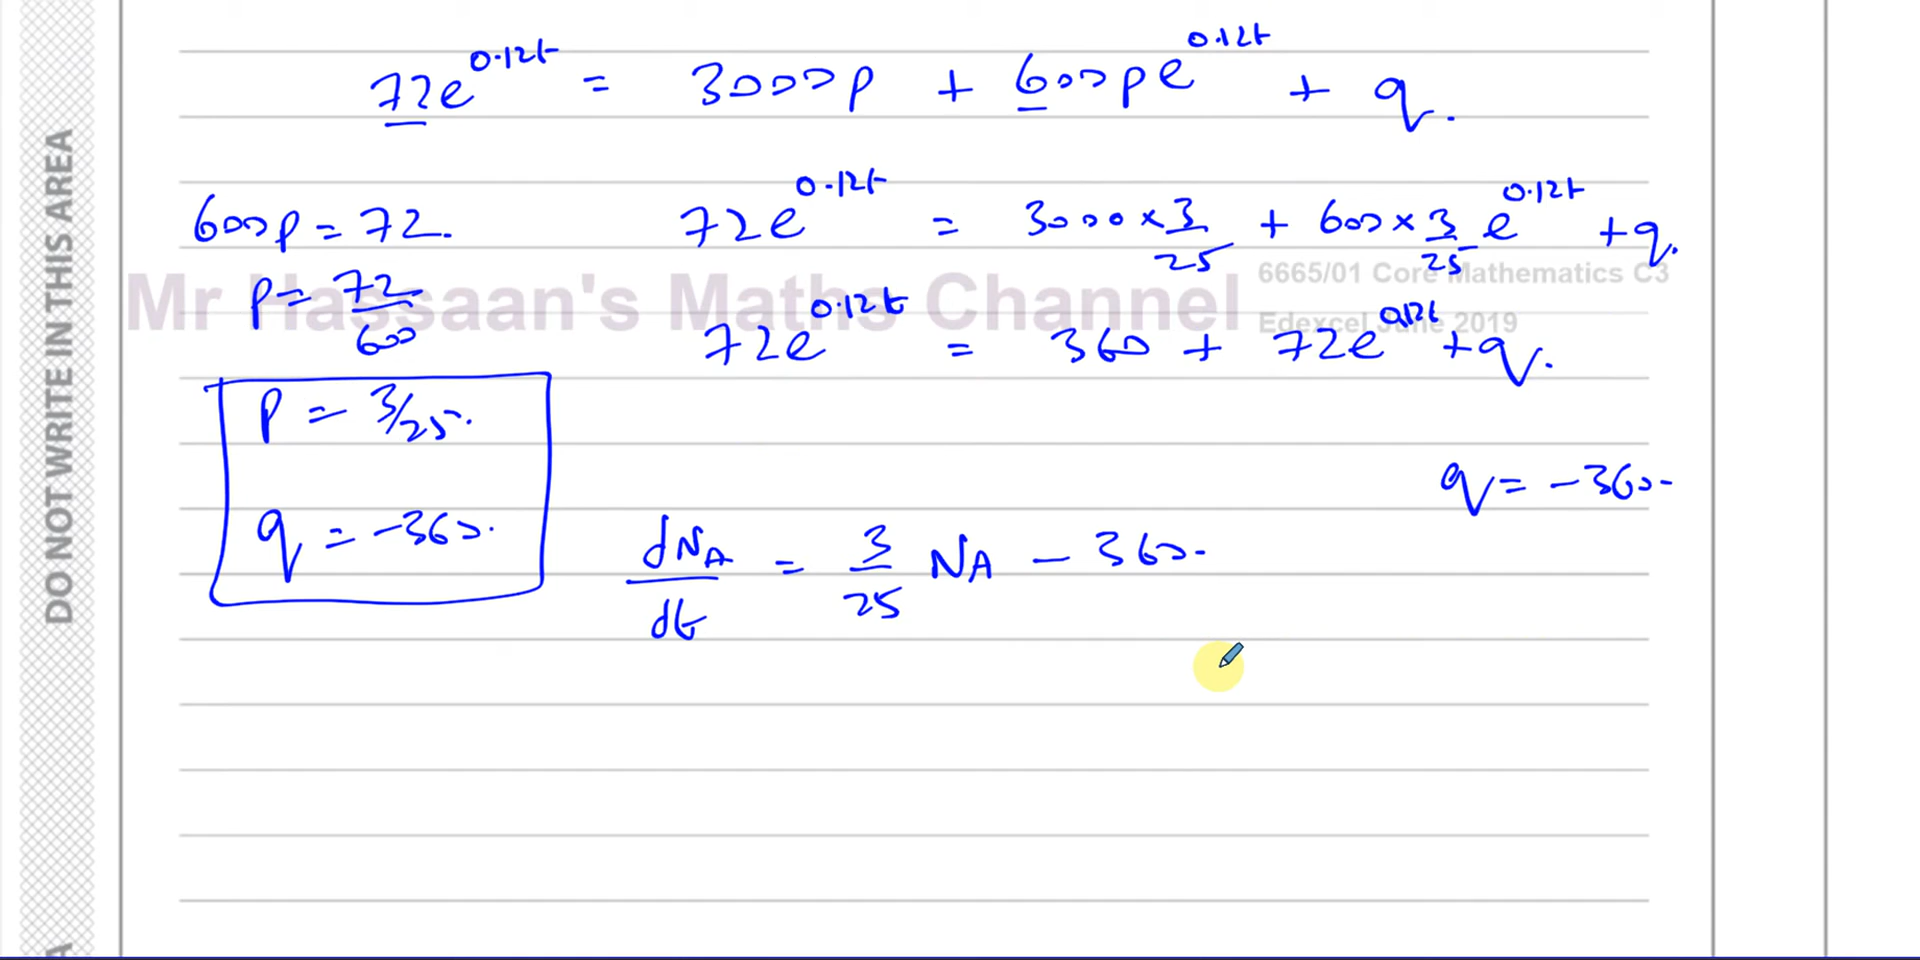 72e^0.12t = 3000p + 600pe^0.12t + q.
600p = 72.
p = 72/600
p = 3/25.
q = -360.
72e^0.12t = 3000 × 3/25 + 600 × 3/25 e^0.12t + q.
72e^0.12t = 360 + 72e^0.12t + q.
q = -360.
dNA/dt = 3/25 NA - 360.
Mr Hassaan's Maths Channel
6665/01 Core Mathematics C3
Edexcel June 2019
DO NOT WRITE IN THIS AREA
A